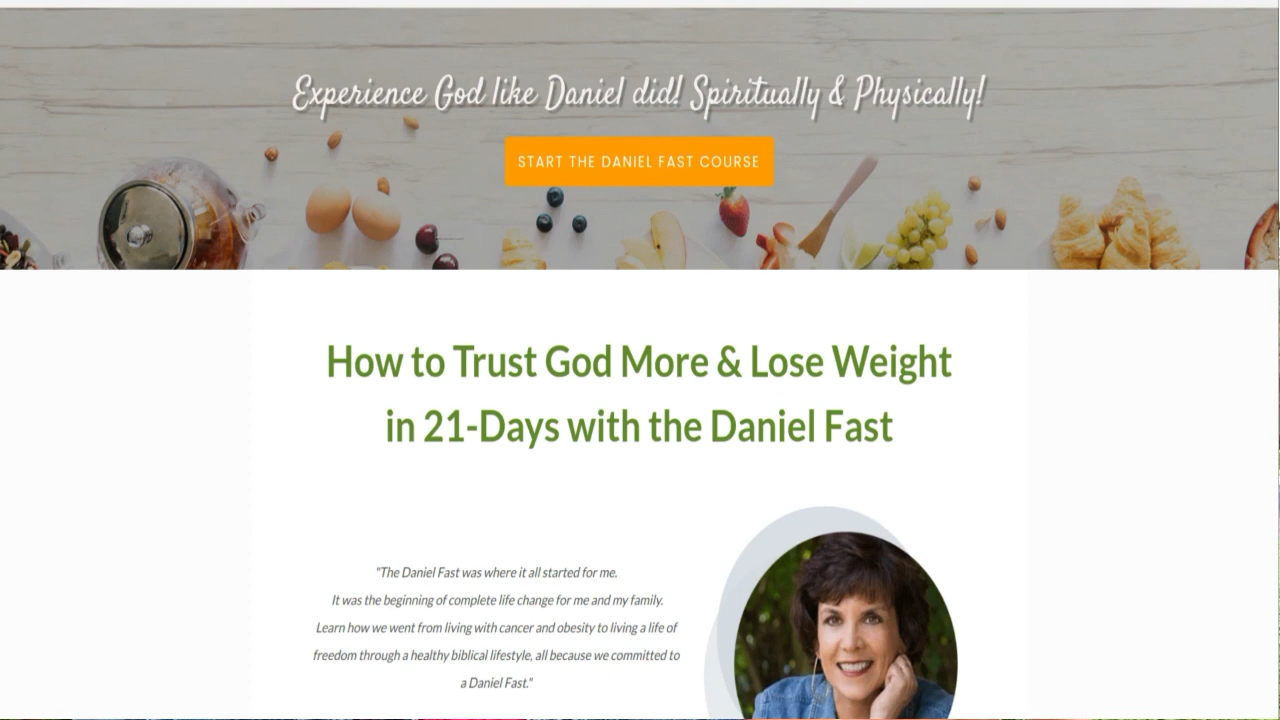 Experience God like Daniel did! Spiritually & Physically!
START THE DANIEL FAST COURSE
How to Trust God More & Lose Weight
in 21-Days with the Daniel Fast
"The Daniel Fast was where it all started for me.
It was the beginning of complete life change for me and my family.
Learn how we went from living with cancer and obesity to living a life of
freedom through a healthy biblical lifestyle, all because we committed to
a Daniel Fast."